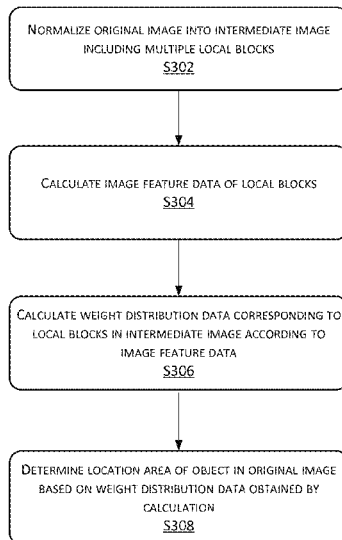 NORMALIZE ORIGINAL IMAGE INTO INTERMEDIATE IMAGE
INCLUDING MULTIPLE LOCAL BLOCKS
S302
CALCULATE IMAGE FEATURE DATA OF LOCAL BLOCKS
S304
CALCULATE WEIGHT DISTRIBUTION DATA CORRESPONDING TO
LOCAL BLOCKS IN INTERMEDIATE IMAGE ACCORDING TO
IMAGE FEATURE DATA
S306
DETERMINE LOCATION AREA OF OBJECT IN ORIGINAL IMAGE
BASED ON WEIGHT DISTRIBUTION DATA OBTAINED BY
CALCULATION
S308